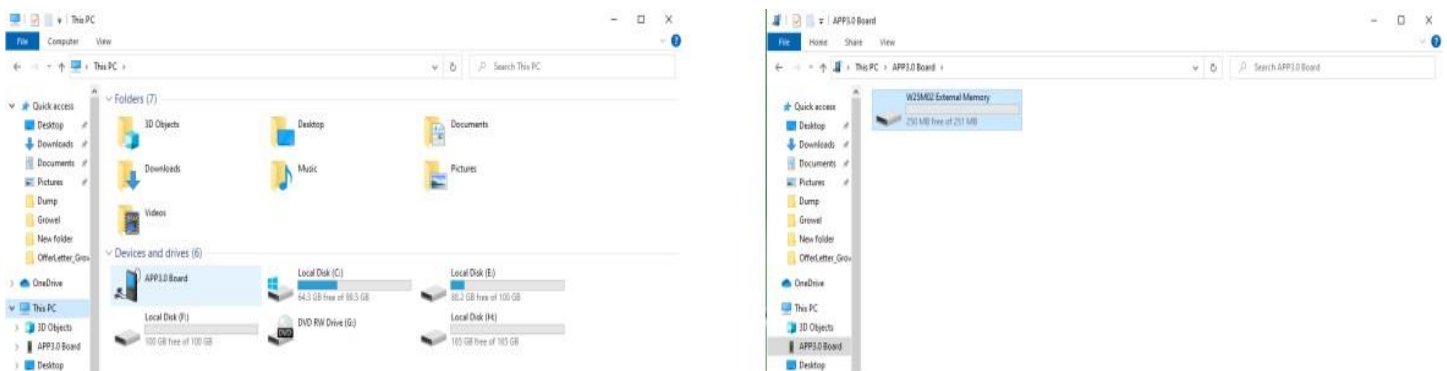 This PC
File Computer View
This PC
Search This PC
Quick access
Desktop
Downloads
Documents
Pictures
Dump
Growel
New folder
OfferLetter_Grow
OneDrive
This PC
3D Objects
APP3.0 Board
Desktop
Folders (7)
3D Objects
Desktop
Documents
Downloads
Music
Pictures
Videos
Devices and drives (6)
APP3.0 Board
Local Disk (C:)
64.3 GB free of 99.5 GB
Local Disk (E:)
88.2 GB free of 100 GB
Local Disk (F:)
100 GB free of 100 GB
DVD RW Drive (G:)
Local Disk (H:)
165 GB free of 165 GB
APP3.0 Board
File Home Share View
This PC > APP3.0 Board
Search APP3.0 Board
Quick access
Desktop
Downloads
Documents
Pictures
Dump
Growel
New folder
OfferLetter_Grow
OneDrive
This PC
3D Objects
APP3.0 Board
Desktop
W25M02 External Memory
250 MB free of 251 MB